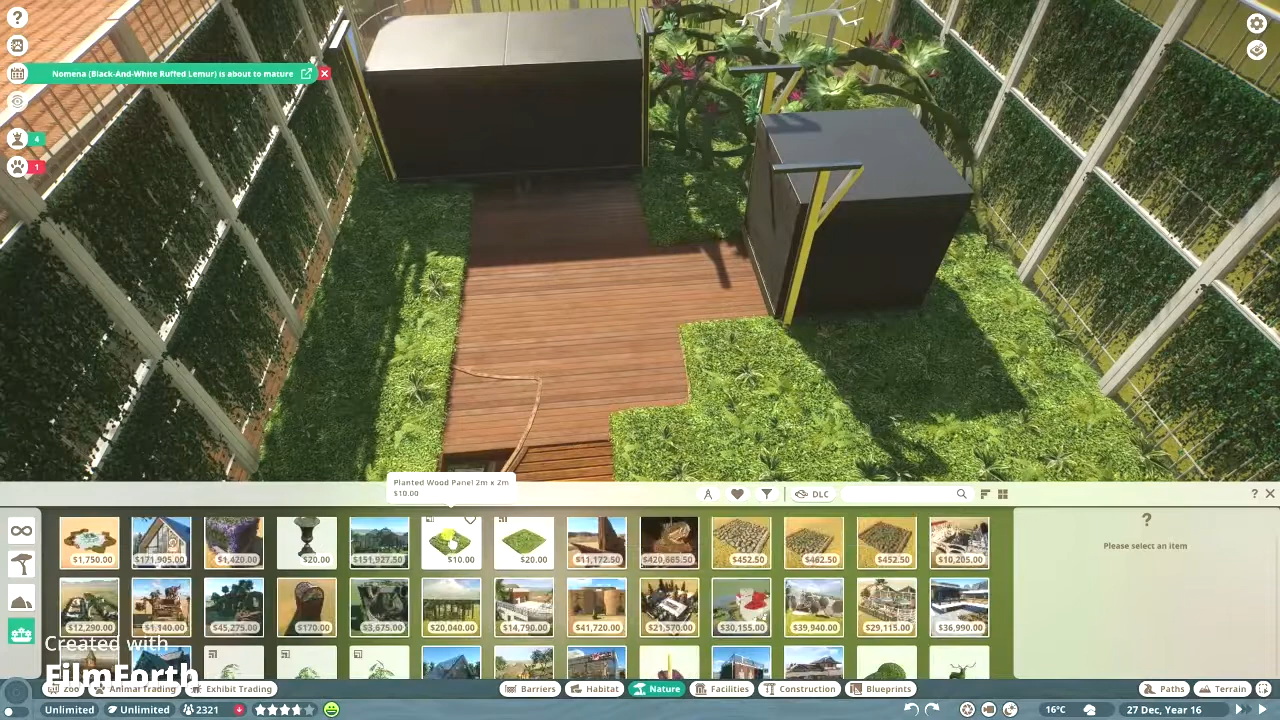 Nomena (Black-And-White Ruffed Lemur) is about to mature
4
1
Planted Wood Panel 2m x 2m
$10.00
DLC
Please select an item
$1,750.00 $171,905.00 $1,420.00 $20.00 $151,927.50 $10.00 $20.00 $11,172.50 $420,665.50 $452.50 $462.50 $452.50 $10,205.00
$12,290.00 $1,140.00 $45,275.00 $170.00 $3,675.00 $20,040.00 $14,790.00 $41,720.00 $21,570.00 $30,155.00 $39,940.00 $29,115.00 $36,990.00
Created with
FilmForth
Zoo Animal Trading Exhibit Trading Barriers Habitat Nature Facilities Construction Blueprints Paths Terrain
Unlimited Unlimited 2321 16°C 27 Dec, Year 16